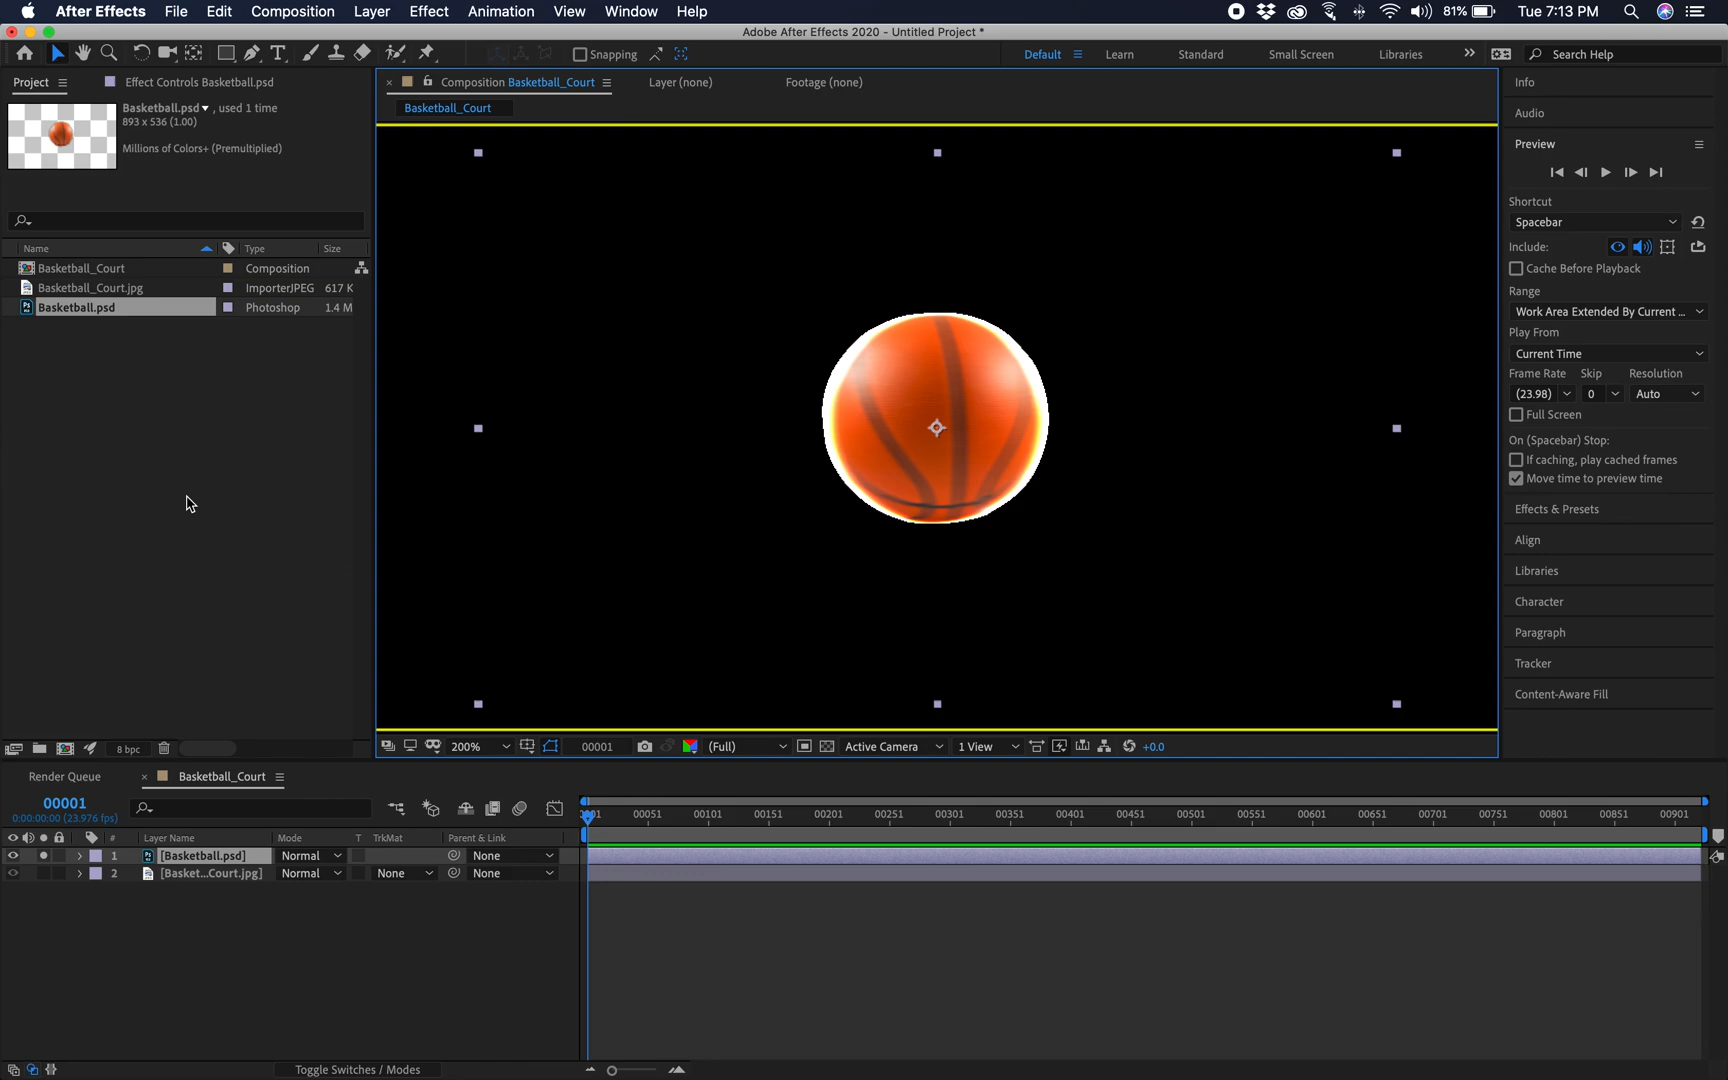 After Effects File Edit Composition Layer Effect Animation View Window Help 81% Tue 7:13 PM
Adobe After Effects 2020 - Untitled Project *
T Snapping Default Learn Standard Small Screen Libraries >> Search Help
Project Effect Controls Basketball.psd
Basketball.psd , used 1 time
893 x 536 (1.00)
Millions of Colors+ (Premultiplied)
Name Type Size
Basketball_Court Composition
Basketball_Court.jpg ImporterJPEG 617 K
Ps Basketball.psd Photoshop 1.4 M
8 bpc
× Composition Basketball_Court Layer (none) Footage (none)
Basketball_Court
200% 00001 (Full) Active Camera 1 View +0.0
Info
Audio
Preview
Shortcut
Spacebar
Include:
Cache Before Playback
Range
Work Area Extended By Current ...
Play From
Current Time
Frame Rate Skip Resolution
(23.98) 0 Auto
Full Screen
On (Spacebar) Stop:
If caching, play cached frames
Move time to preview time
Effects & Presets
Align
Libraries
Character
Paragraph
Tracker
Content-Aware Fill
Render Queue × Basketball_Court
00001
0:00:00:00 (23.976 fps)
01 00051 00101 00151 00201 00251 00301 00351 00401 00451 00501 00551 00601 00651 00701 00751 00801 00851 00901
# Layer Name Mode T TrkMat Parent & Link
1 Ps [Basketball.psd] Normal None
2 [Basket...Court.jpg] Normal None None
Toggle Switches / Modes